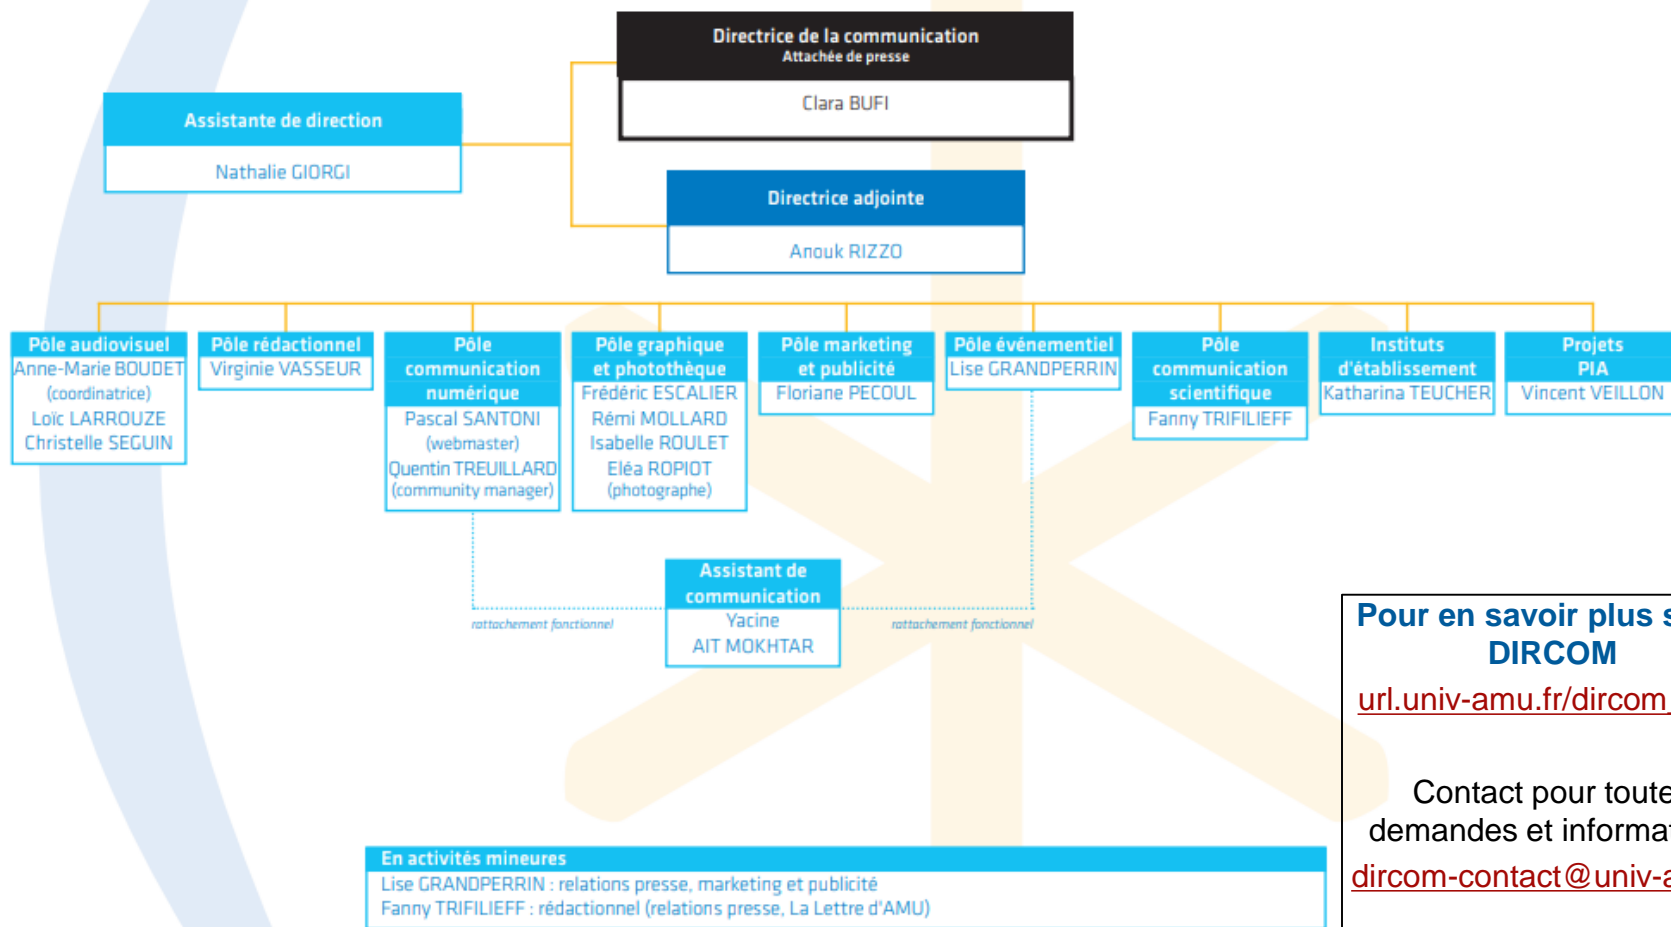 Directrice de la communication
Attachée de presse
Clara BUFI
Assistante de direction
Nathalie GIORGI
Directrice adjointe
Anouk RIZZO
Pôle audiovisuel
Anne-Marie BOUDET
(coordinatrice)
Loïc LARROUZE
Christelle SEGUIN
Pôle rédactionnel
Virginie VASSEUR
Pôle
communication
numérique
Pascal SANTONI
(webmaster)
Quentin TREUILLARD
(community manager)
Pôle graphique
et photothèque
Frédéric ESCALIER
Rémi MOLLARD
Isabelle ROULET
Eléa ROPIOT
(photographe)
Pôle marketing
et publicité
Floriane PECOUL
Pôle événementiel
Lise GRANDPERRIN
Pôle
communication
scientifique
Fanny TRIFILIEFF
Instituts
d'établissement
Katharina TEUCHER
Projets
PIA
Vincent VEILLON
Assistant de
communication
Yacine
AIT MOKHTAR
rattachement fonctionnel
rattachement fonctionnel
Pour en savoir plus
DIRCOM
url.univ-amu.fr/dircom_
Contact pour toute
demandes et informa
dircom-contact@univ-a
En activités mineures
Lise GRANDPERRIN : relations presse, marketing et publicité
Fanny TRIFILIEFF : rédactionnel (relations presse, La Lettre d'AMU)